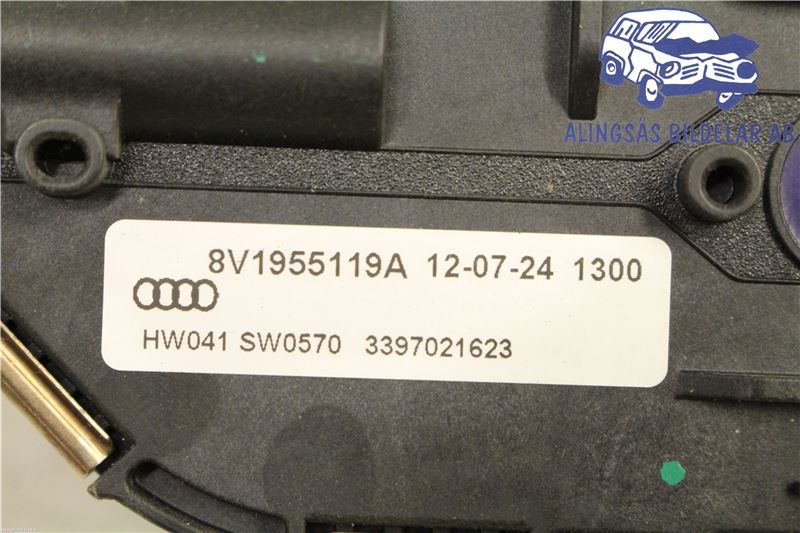 ALINGSÅS BILDELAR AB
8V1955119A 12-07-24 1300
HW041 SW0570 3397021623